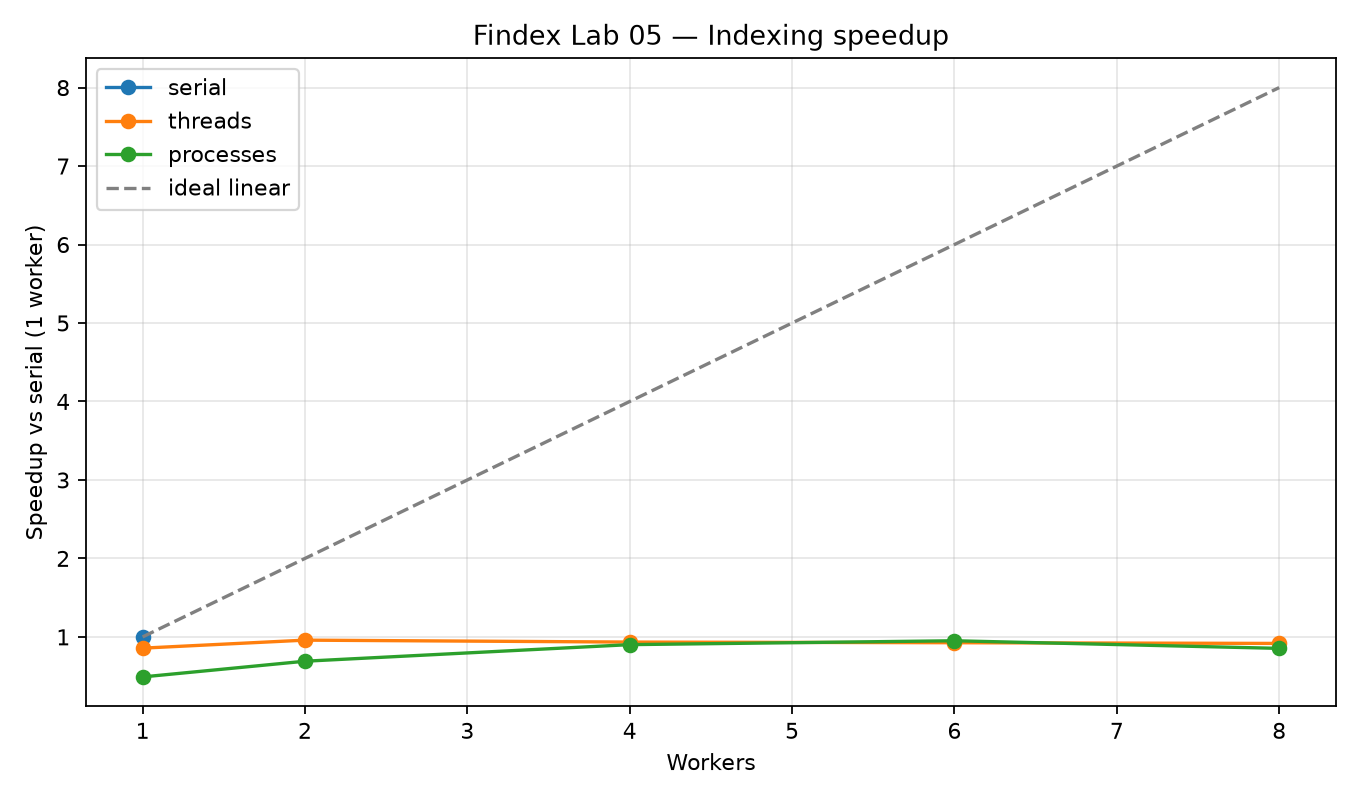 Findex Lab 05 — Indexing speedup
serial
threads
processes
ideal linear
Speedup vs serial (1 worker)
8
7
6
5
4
3
2
1
1 2 3 4 5 6 7 8
Workers